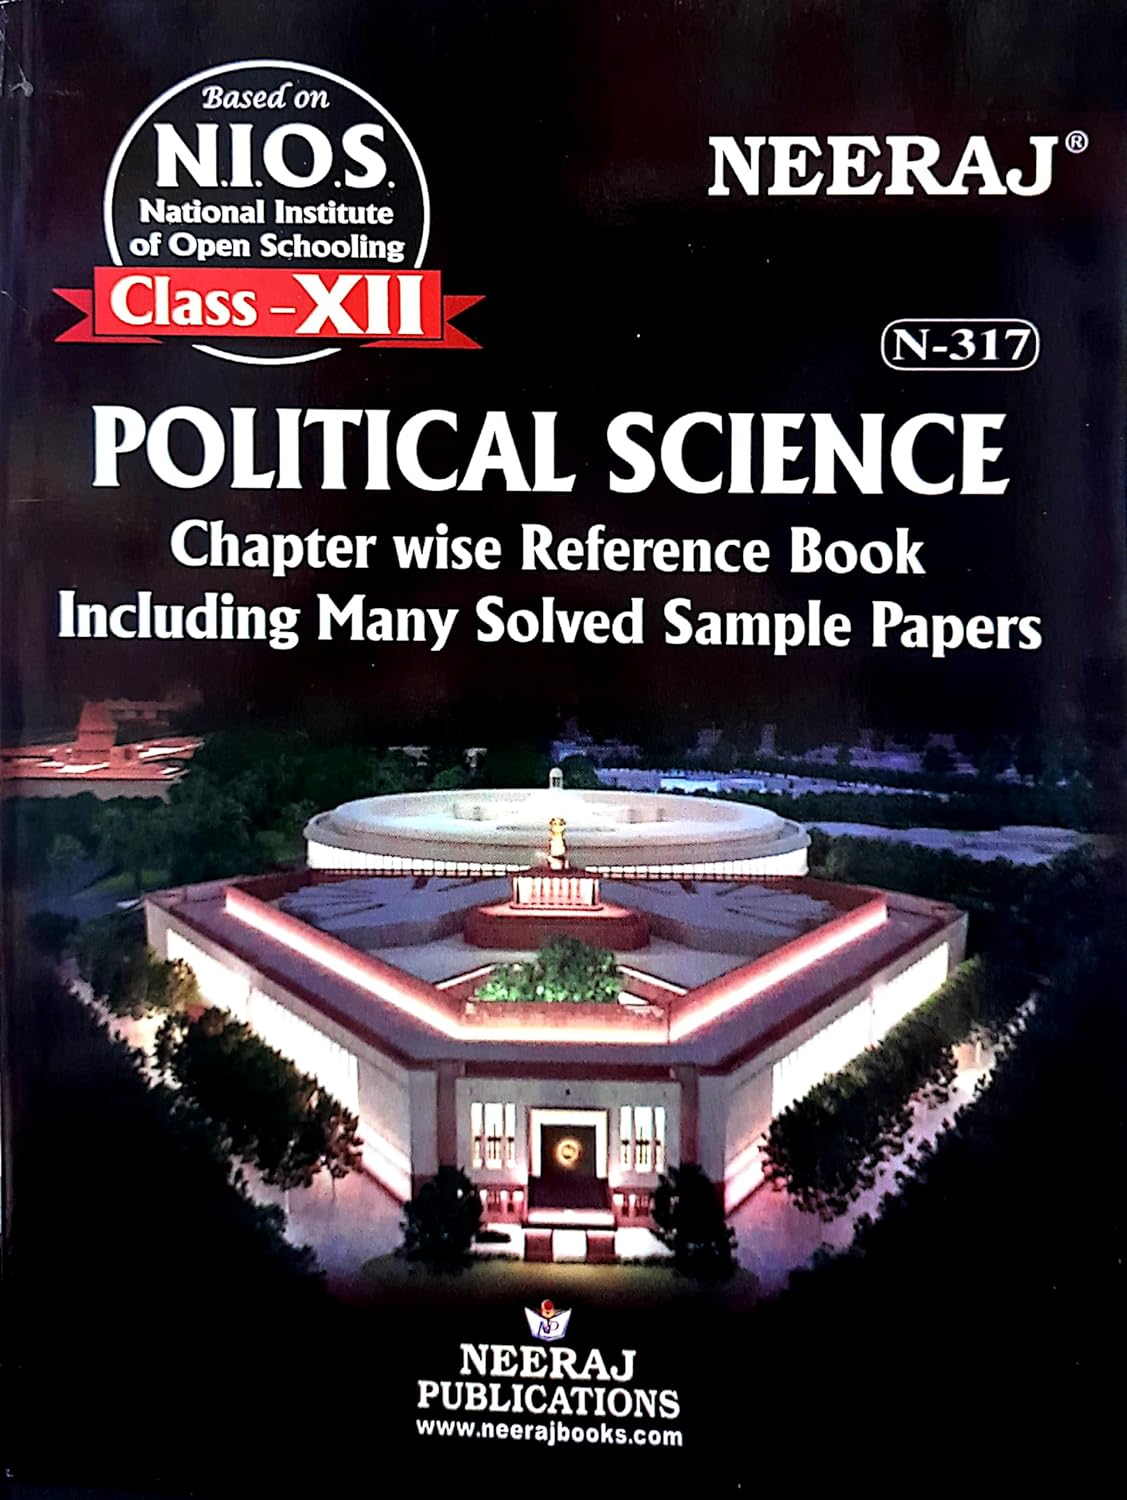 Based on
N.I.O.S.
National Institute
of Open Schooling
Class - XII
NEERAJ®
N-317
POLITICAL SCIENCE
Chapter wise Reference Book
Including Many Solved Sample Papers
NP
NEERAJ
PUBLICATIONS
www.neerajbooks.com